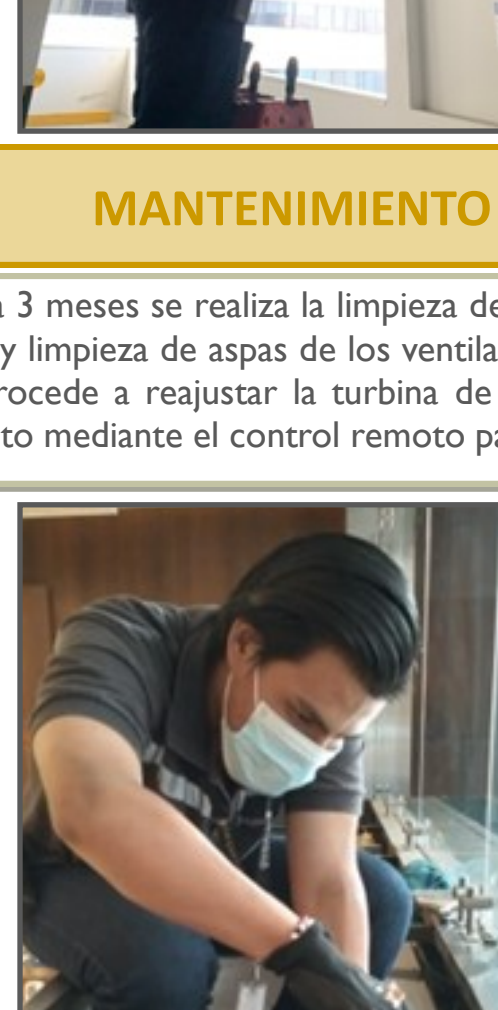 MANTENIMIENTO
a 3 meses se realiza la limpieza de
y limpieza de aspas de los ventila
rocede a reajustar la turbina de
to mediante el control remoto pa